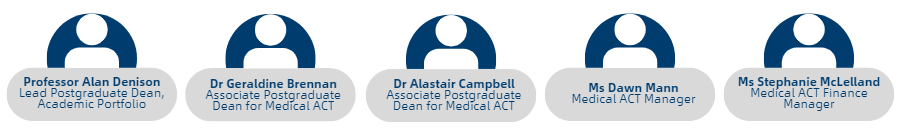 Professor Alan Denison
Lead Postgraduate Dean,
Academic Portfolio
Dr Geraldine Brennan
Associate Postgraduate
Dean for Medical ACT
Dr Alastair Campbell
Associate Postgraduate
Dean for Medical ACT
Ms Dawn Mann
Medical ACT Manager
Ms Stephanie McLelland
Medical ACT Finance
Manager